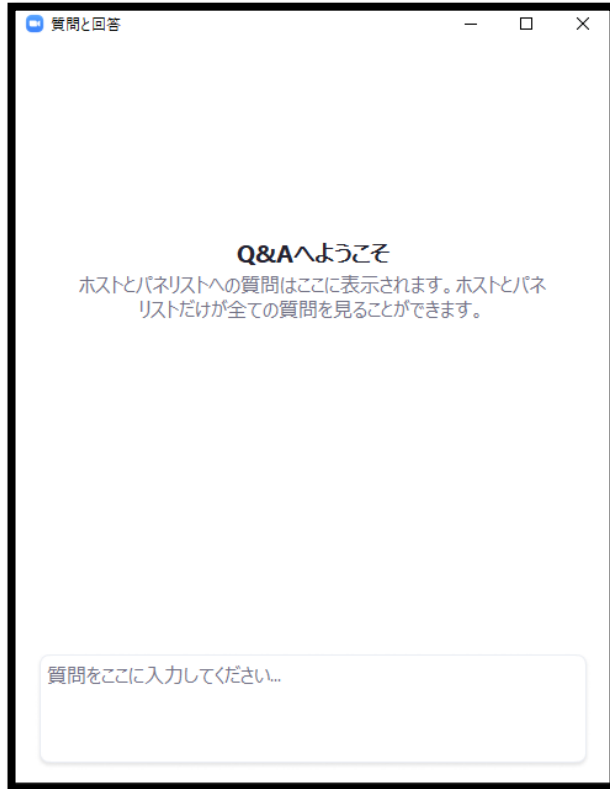 質問と回答
Q&Aへようこそ
ホストとパネリストへの質問はここに表示されます。ホストとパネ
リストだけが全ての質問を見ることができます。
質問をここに入力してください...